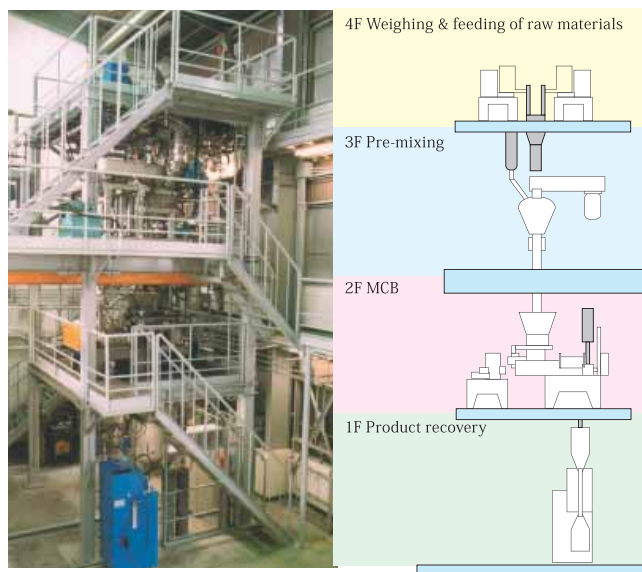 4F Weighing & feeding of raw materials
3F Pre-mixing
2F MCB
1F Product recovery